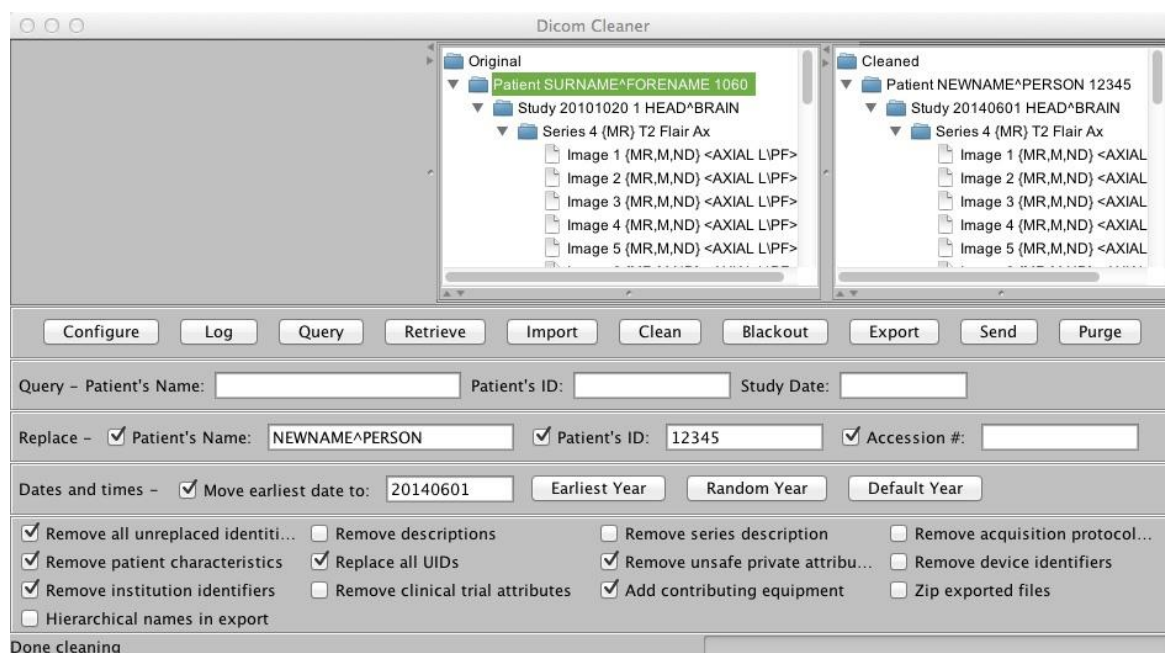 Dicom Cleaner
Original
Patient SURNAME^FORENAME 1060
Study 20101020 1 HEAD^BRAIN
Series 4 {MR} T2 Flair Ax
Image 1 {MR,M,ND} <AXIAL L\PF>
Image 2 {MR,M,ND} <AXIAL L\PF>
Image 3 {MR,M,ND} <AXIAL L\PF>
Image 4 {MR,M,ND} <AXIAL L\PF>
Image 5 {MR,M,ND} <AXIAL L\PF>
Cleaned
Patient NEWNAME^PERSON 12345
Study 20140601 HEAD^BRAIN
Series 4 {MR} T2 Flair Ax
Image 1 {MR,M,ND} <AXIAL
Image 2 {MR,M,ND} <AXIAL
Image 3 {MR,M,ND} <AXIAL
Image 4 {MR,M,ND} <AXIAL
Image 5 {MR,M,ND} <AXIAL
Configure Log Query Retrieve Import Clean Blackout Export Send Purge
Query – Patient's Name: Patient's ID: Study Date:
Replace – Patient's Name: NEWNAME^PERSON Patient's ID: 12345 Accession #:
Dates and times – Move earliest date to: 20140601 Earliest Year Random Year Default Year
Remove all unreplaced identiti... Remove descriptions Remove series description Remove acquisition protocol...
Remove patient characteristics Replace all UIDs Remove unsafe private attribu... Remove device identifiers
Remove institution identifiers Remove clinical trial attributes Add contributing equipment Zip exported files
Hierarchical names in export
Done cleaning